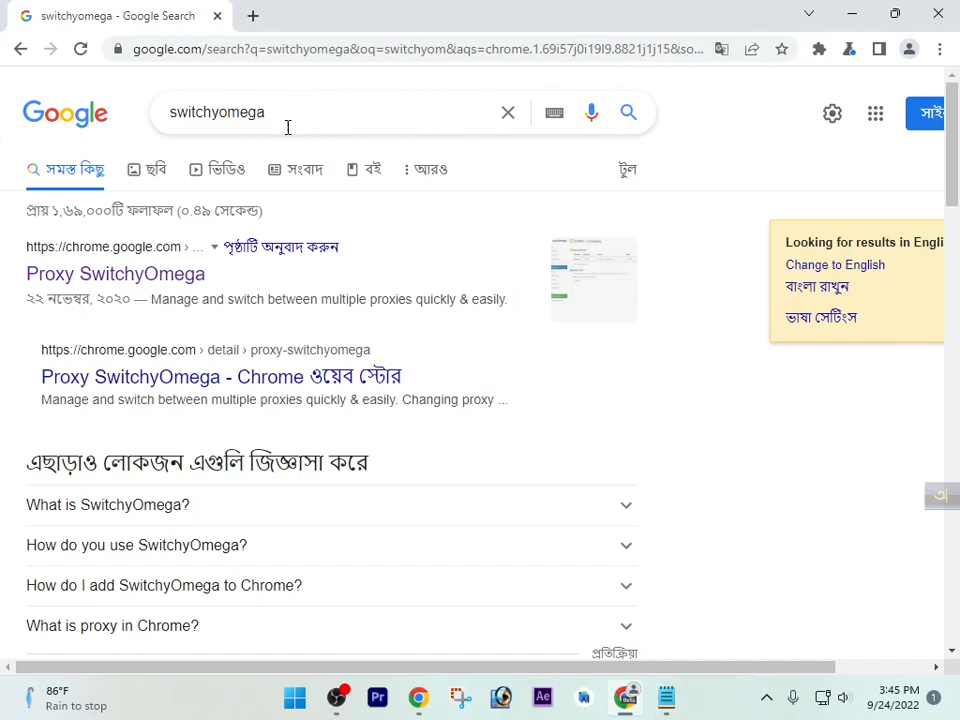 switchyomega - Google Search
google.com/search?q=switchyomega&oq=switchyom&aqs=chrome.1.69i57j0i19l9.8821j1j15&so...
Google
switchyomega
সাই
সমস্ত কিছু
ছবি
ভিডিও
সংবাদ
বই
আরও
টুল
প্রায় ১,৬৯,০০০টি ফলাফল (০.৪৯ সেকেন্ড)
https://chrome.google.com › ... পৃষ্ঠাটি অনুবাদ করুন
Proxy SwitchyOmega
২২ নভেম্বর, ২০২০ — Manage and switch between multiple proxies quickly & easily.
https://chrome.google.com › detail › proxy-switchyomega
Proxy SwitchyOmega - Chrome ওয়েব স্টোর
Manage and switch between multiple proxies quickly & easily. Changing proxy ...
Looking for results in Engli
Change to English
বাংলা রাখুন
ভাষা সেটিংস
এছাড়াও লোকজন এগুলি জিজ্ঞাসা করে
What is SwitchyOmega?
How do you use SwitchyOmega?
How do I add SwitchyOmega to Chrome?
What is proxy in Chrome?
প্রতিক্রিয়া
অ
86°F
Rain to stop
Pr
Ae
3:45 PM
9/24/2022
1